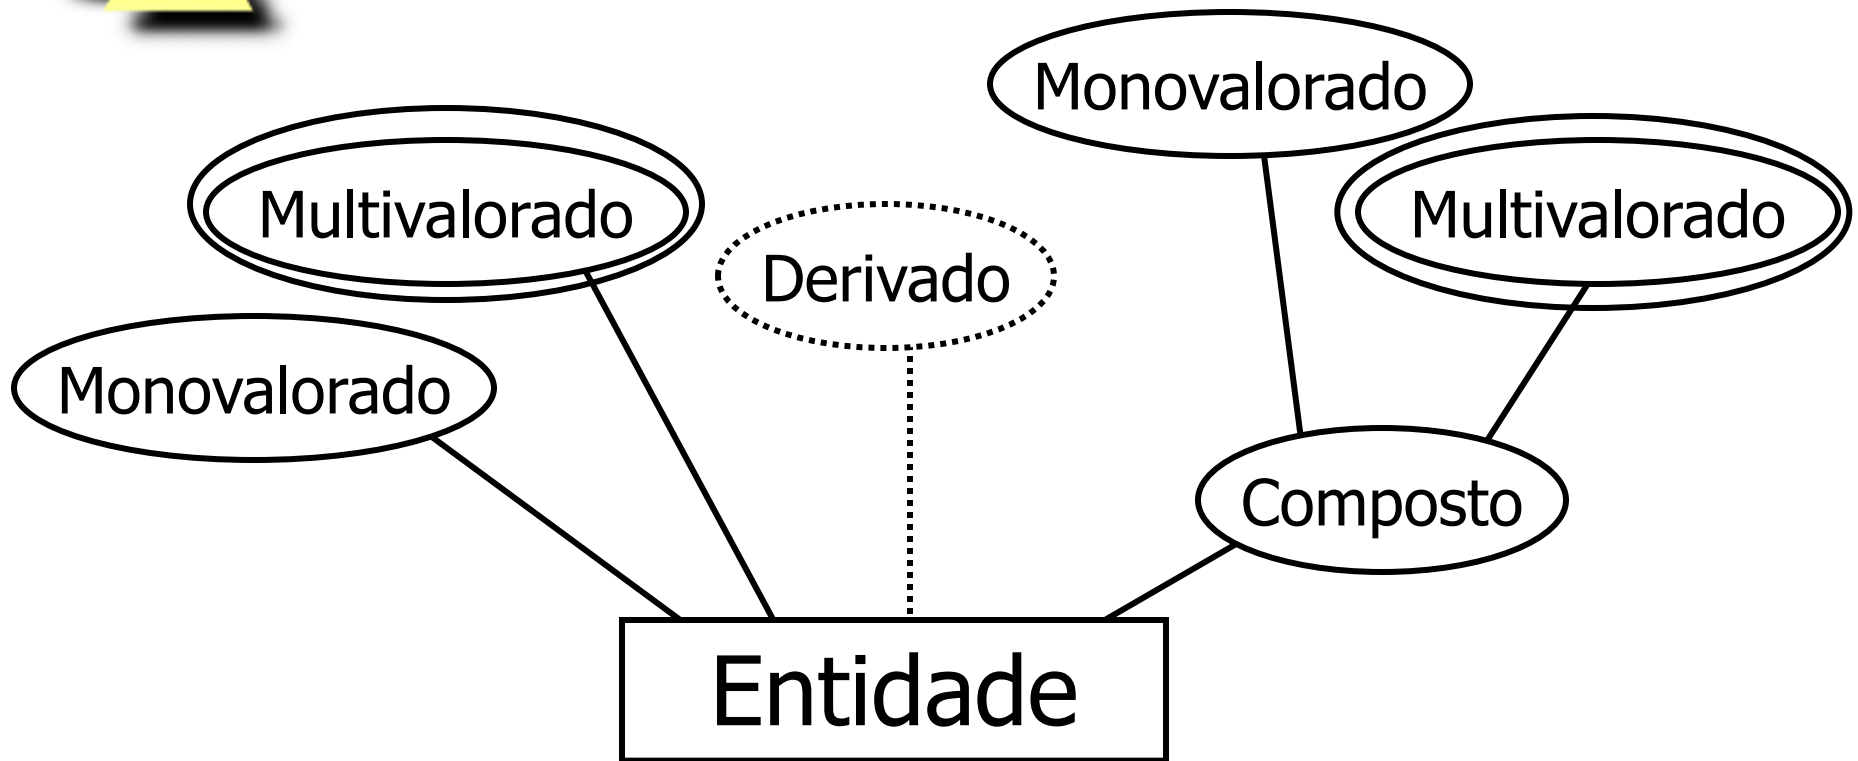 Monovalorado
Multivalorado
Multivalorado
Derivado
Monovalorado
Composto
Entidade